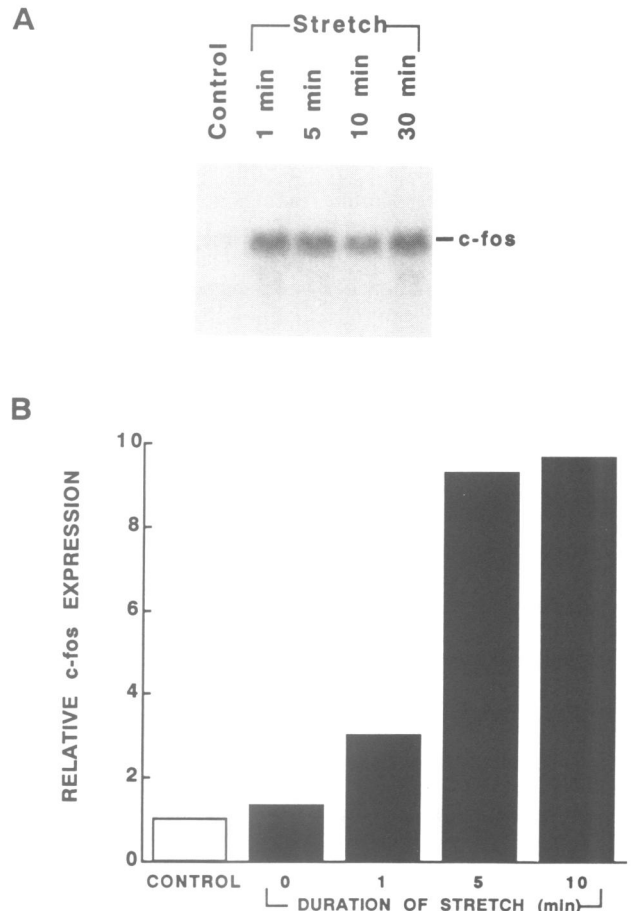 A
Stretch
Control
1 min
5 min
10 min
30 min
c-fos
B
RELATIVE c-fos EXPRESSION
10
8
6
4
2
0
CONTROL
0
1
5
10
DURATION OF STRETCH (min)